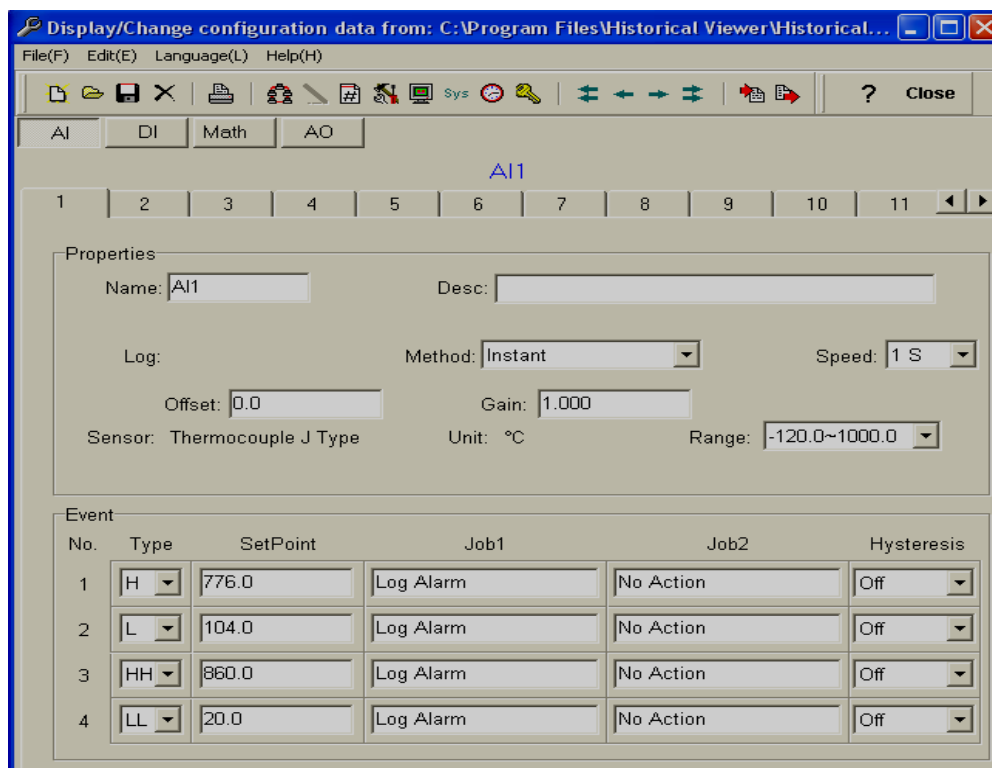 Display/Change configuration data from: C:\Program Files\Historical Viewer\Historical...
File(F) Edit(E) Language(L) Help(H)
Sys ? Close
AI DI Math AO
AI1
1 2 3 4 5 6 7 8 9 10 11
Properties
Name: AI1 Desc:
Log: Method: Instant Speed: 1 S
Offset: 0.0 Gain: 1.000
Sensor: Thermocouple J Type Unit: °C Range: -120.0~1000.0
Event
No. Type SetPoint Job1 Job2 Hysteresis
1 H 776.0 Log Alarm No Action Off
2 L 104.0 Log Alarm No Action Off
3 HH 860.0 Log Alarm No Action Off
4 LL 20.0 Log Alarm No Action Off